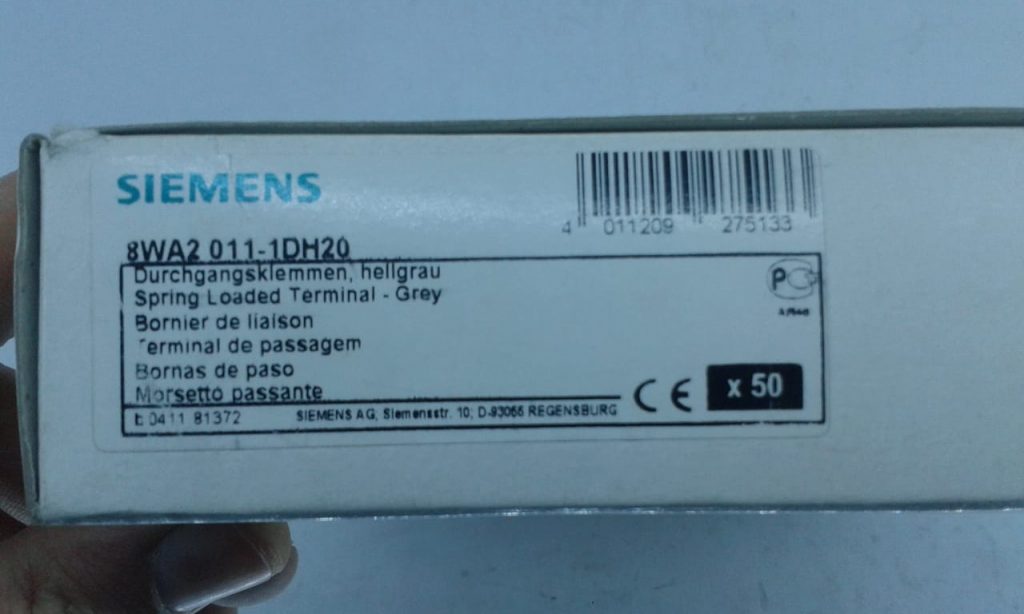 SIEMENS
4 011209 275133
8WA2 011-1DH20
Durchgangsklemmen, hellgrau
Spring Loaded Terminal - Grey
Bornier de liaison
Terminal de passagem
Bornas de paso
Morsetto passante
CE
x 50
0411 81372
SIEMENS AG, Siemensstr. 10; D-93055 REGENSBURG